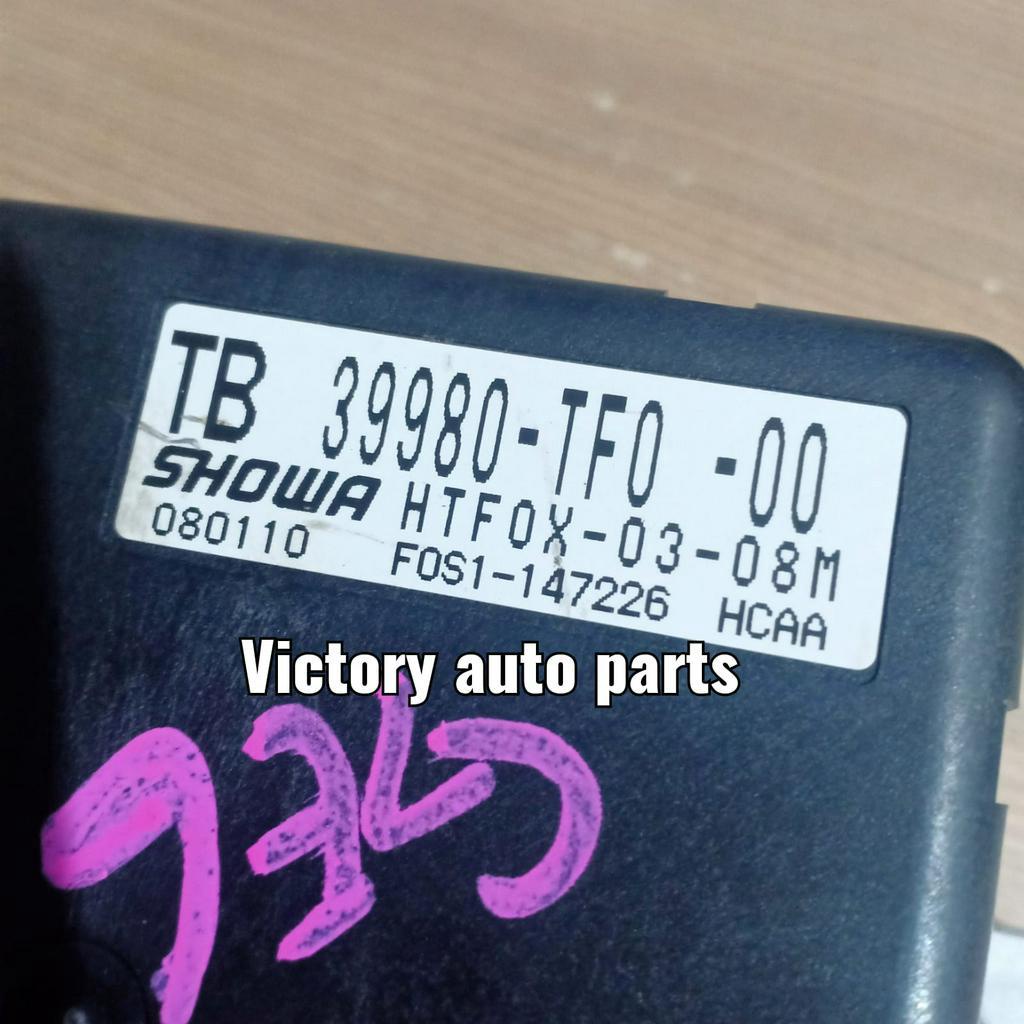 TB 39980-TF0 -00
SHOWA HTF0X-03-08M
080110 F0S1-147226 HCAA
Victory auto parts